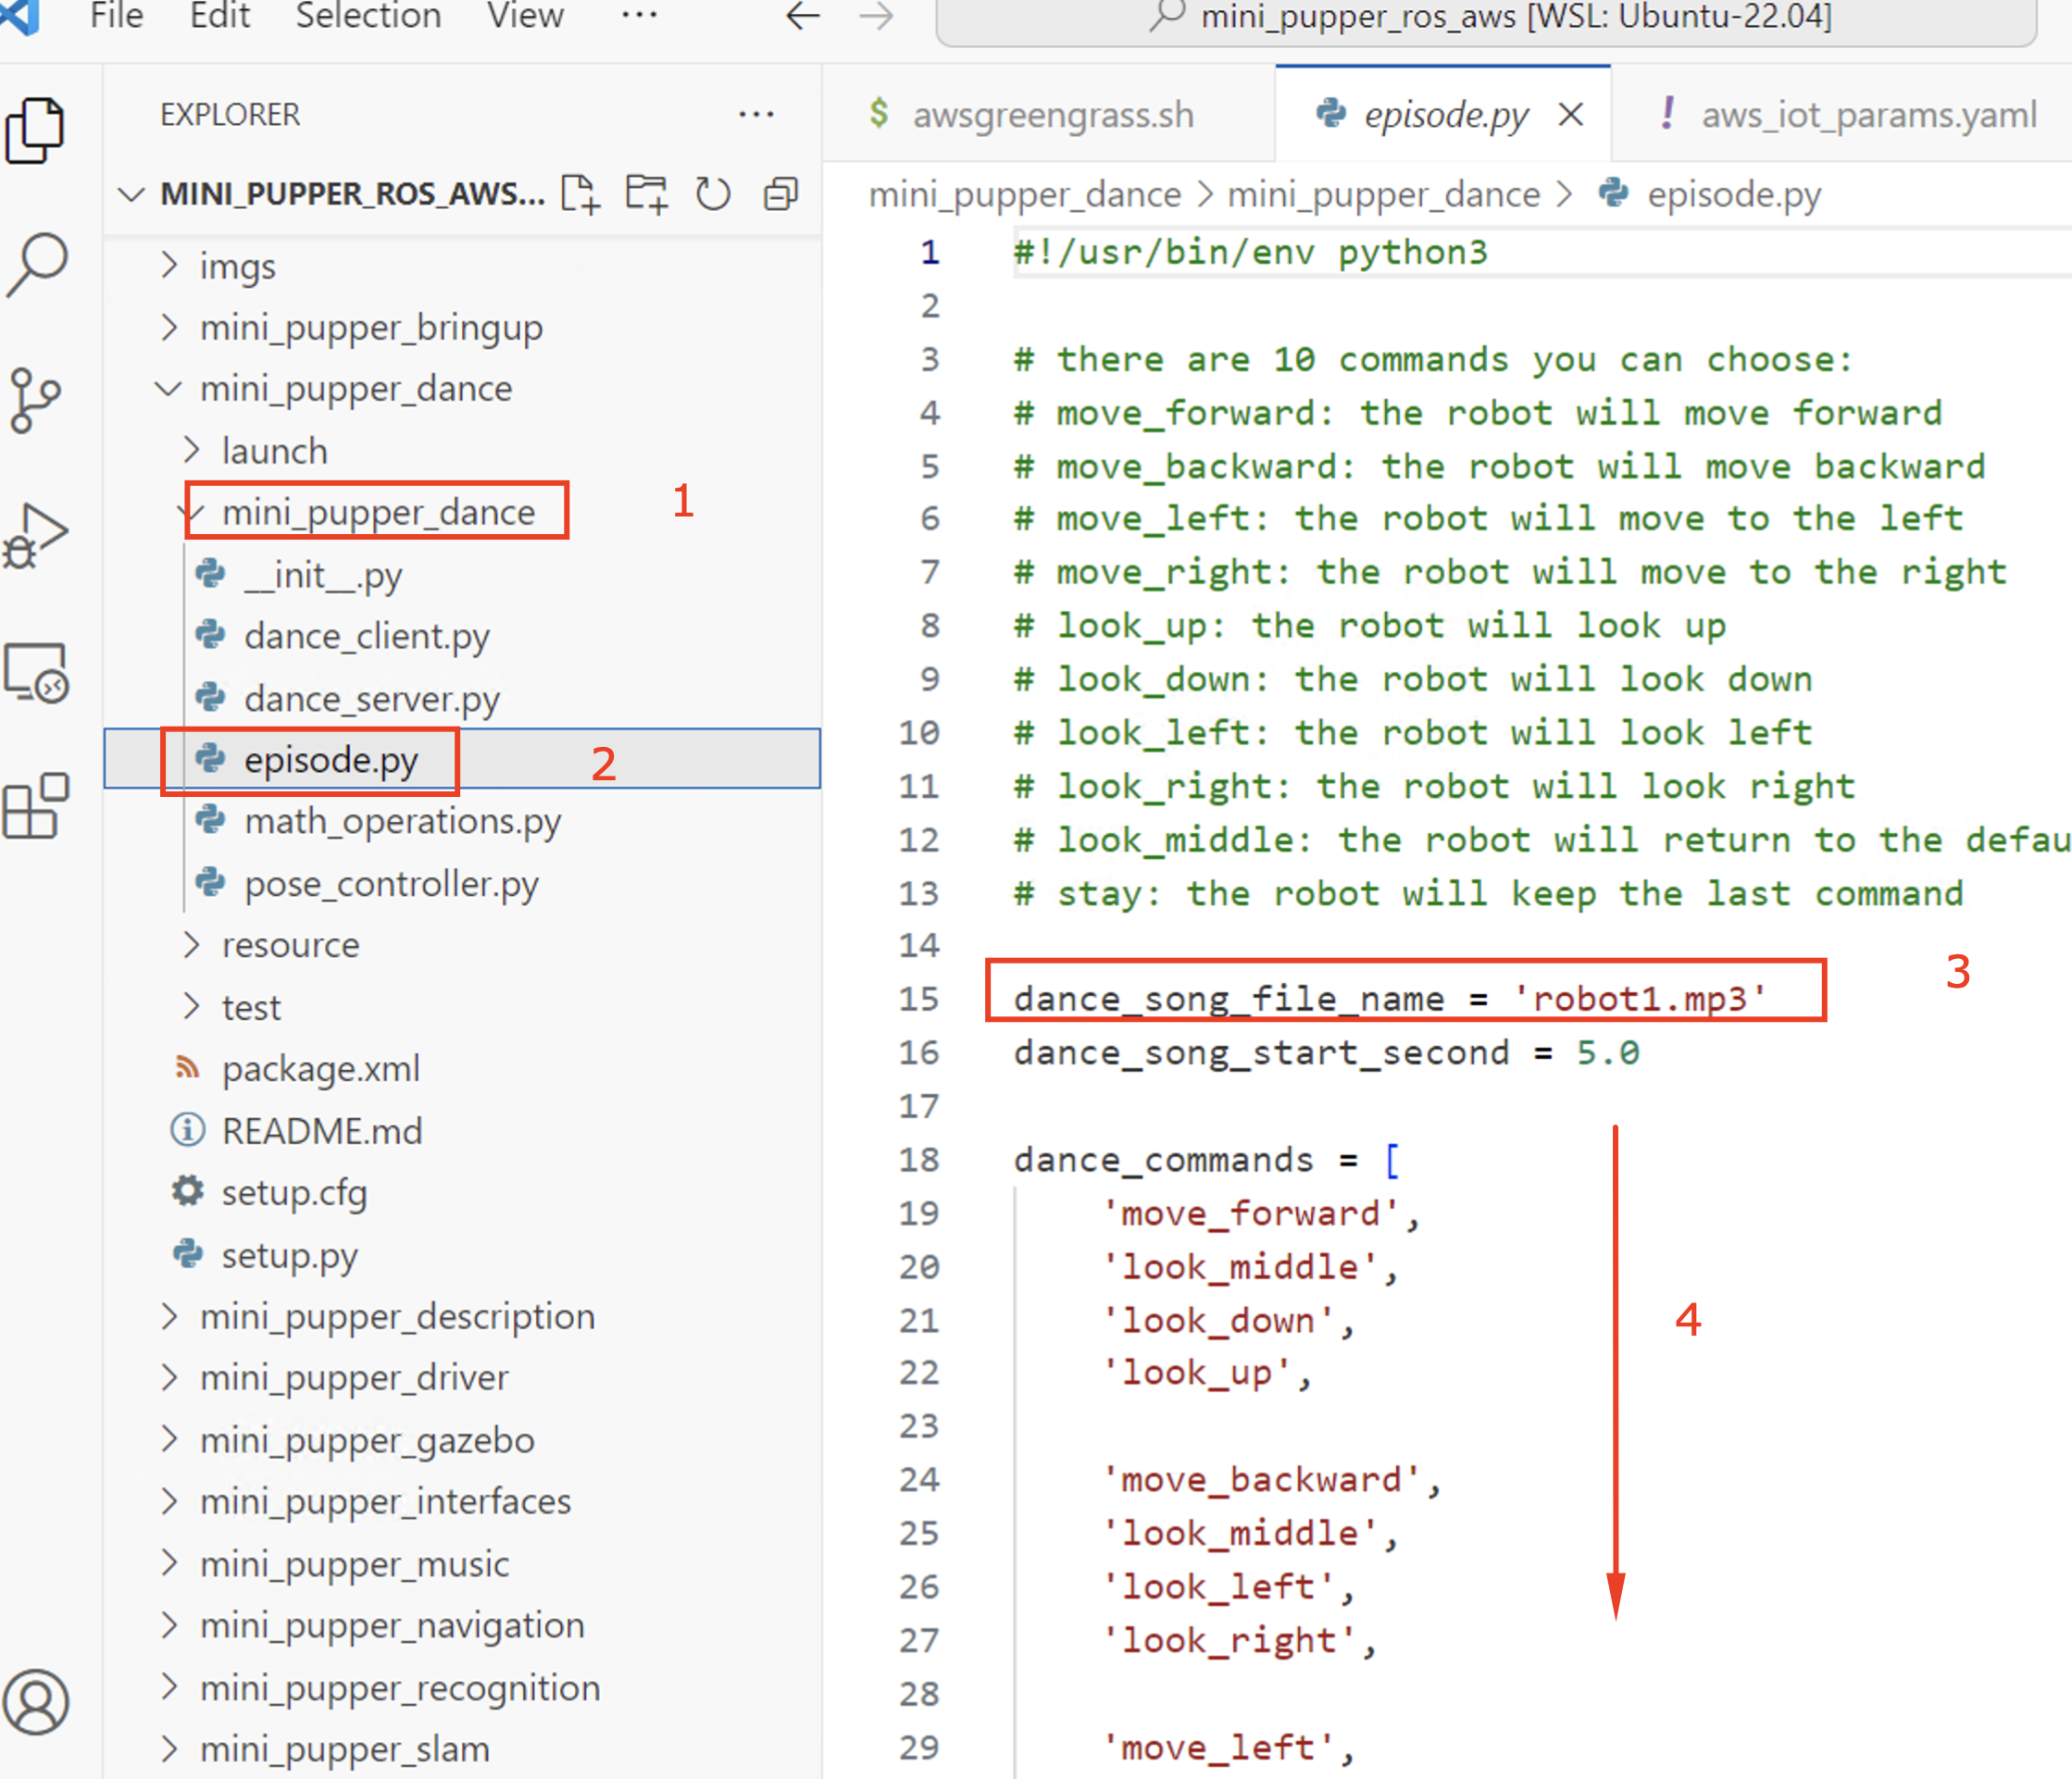 File Edit Selection View ... mini_pupper_ros_aws [WSL: Ubuntu-22.04]
EXPLORER ...
MINI_PUPPER_ROS_AWS...
imgs
mini_pupper_bringup
mini_pupper_dance
launch
mini_pupper_dance 1
__init__.py
dance_client.py
dance_server.py
episode.py 2
math_operations.py
pose_controller.py
resource
test
package.xml
README.md
setup.cfg
setup.py
mini_pupper_description
mini_pupper_driver
mini_pupper_gazebo
mini_pupper_interfaces
mini_pupper_music
mini_pupper_navigation
mini_pupper_recognition
mini_pupper_slam
$ awsgreengrass.sh episode.py ! aws_iot_params.yaml
mini_pupper_dance > mini_pupper_dance > episode.py
1 #!/usr/bin/env python3
2
3 # there are 10 commands you can choose:
4 # move_forward: the robot will move forward
5 # move_backward: the robot will move backward
6 # move_left: the robot will move to the left
7 # move_right: the robot will move to the right
8 # look_up: the robot will look up
9 # look_down: the robot will look down
10 # look_left: the robot will look left
11 # look_right: the robot will look right
12 # look_middle: the robot will return to the defau
13 # stay: the robot will keep the last command
14
15 dance_song_file_name = 'robot1.mp3' 3
16 dance_song_start_second = 5.0
17
18 dance_commands = [
19 'move_forward',
20 'look_middle',
21 'look_down', 4
22 'look_up',
23
24 'move_backward',
25 'look_middle',
26 'look_left',
27 'look_right',
28
29 'move_left',